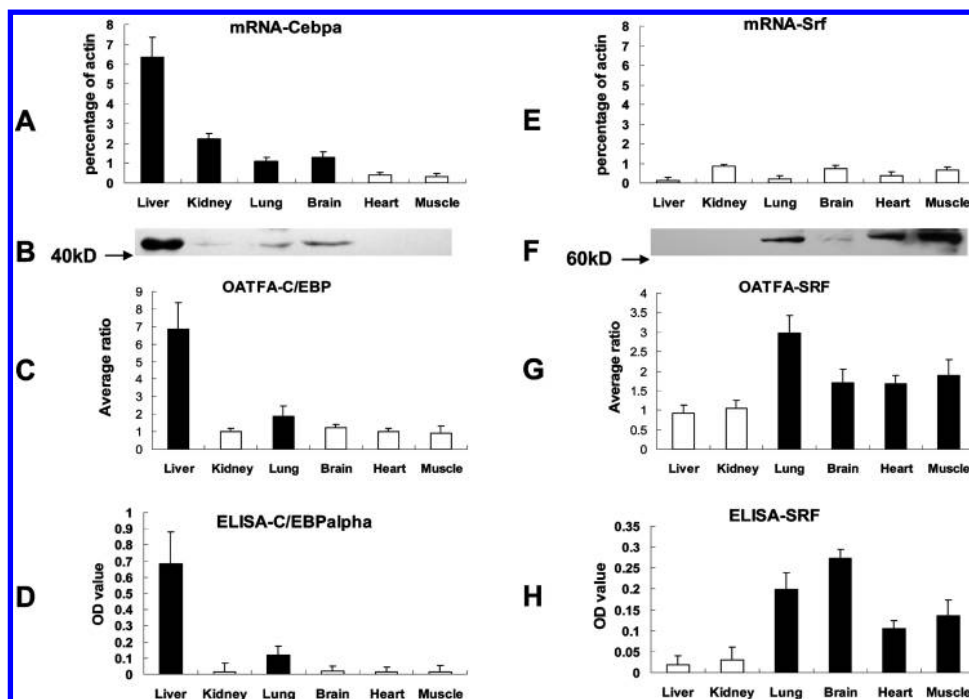 A
mRNA-Cebpa
percentage of actin
8
7
6
5
4
3
2
1
0
Liver Kidney Lung Brain Heart Muscle
B
40kD
C
OATFA-C/EBP
Average ratio
9
8
7
6
5
4
3
2
1
0
Liver Kidney Lung Brain Heart Muscle
D
ELISA-C/EBPalpha
OD value
1
0.9
0.8
0.7
0.6
0.5
0.4
0.3
0.2
0.1
0
Liver Kidney Lung Brain Heart Muscle
E
mRNA-Srf
percentage of actin
8
7
6
5
4
3
2
1
0
Liver Kidney Lung Brain Heart Muscle
F
60kD
G
OATFA-SRF
Average ratio
4
3.5
3
2.5
2
1.5
1
0.5
0
Liver Kidney Lung Brain Heart Muscle
H
ELISA-SRF
OD value
0.35
0.3
0.25
0.2
0.15
0.1
0.05
0
Liver Kidney Lung Brain Heart Muscle